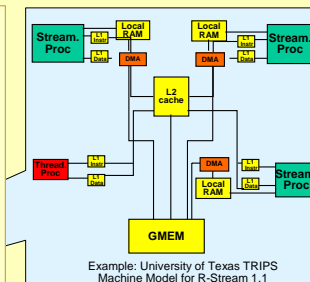 Stream.
Proc
L1
Instr
L1
Data
Local
RAM
DMA
Local
RAM
DMA
L1
Instr
L1
Data
Stream.
Proc
L2
cache
Thread.
Proc
L1
Instr
L1
Data
DMA
Local
RAM
L1
Instr
L1
Data
Stream.
Proc
GMEM
Example: University of Texas TRIPS
Machine Model for R-Stream 1.1